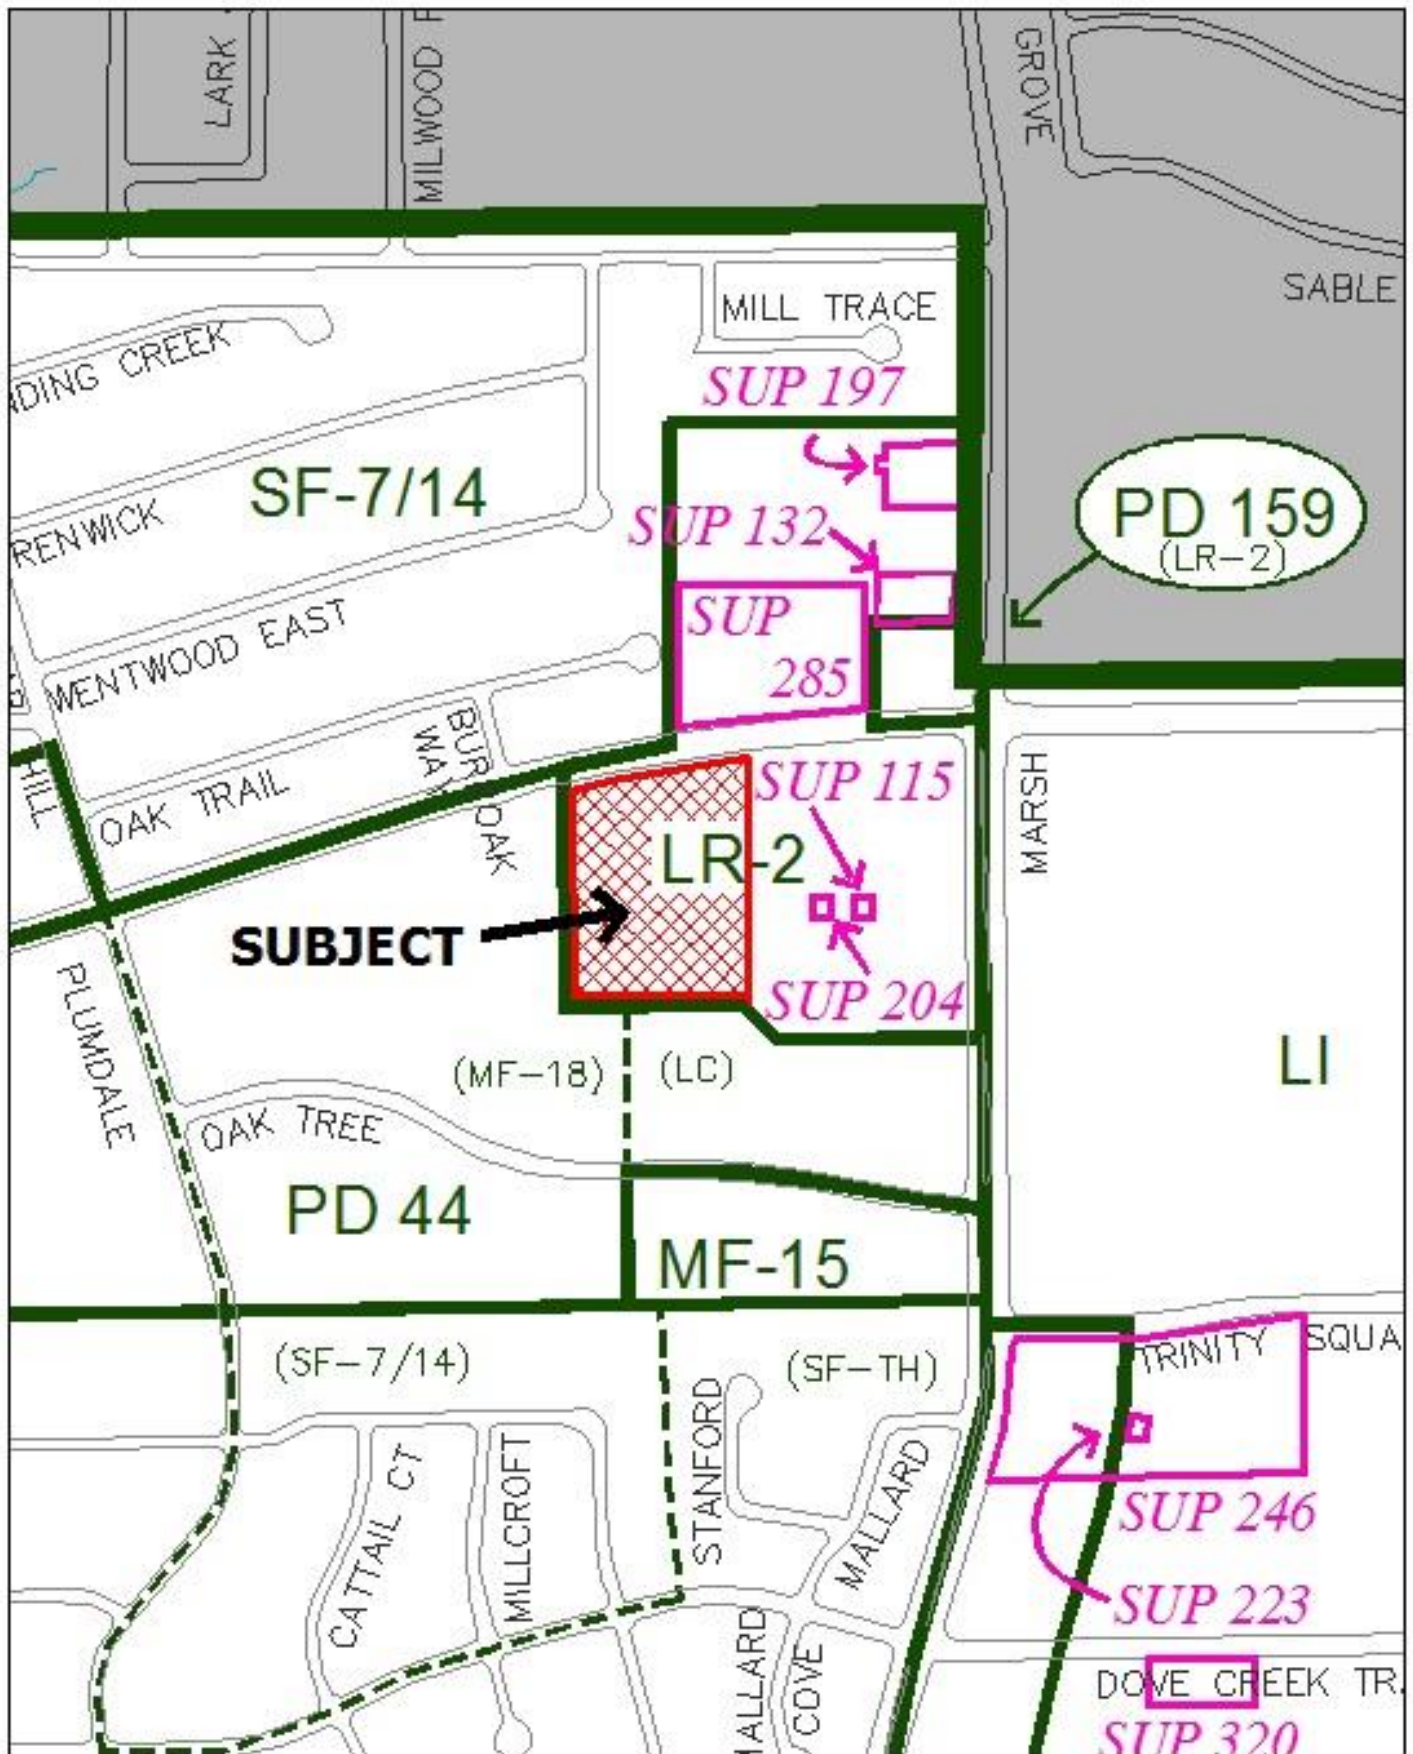 LARK
MILWOOD
GROVE
SABLE
MILL TRACE
CREEK
SUP 197
SF-7/14
PD 159
(LR-2)
RENWICK
SUP 132
SUP
285
WENTWOOD EAST
BUR OAK
WAY
HILL
OAK TRAIL
SUP 115
MARSH
LR-2
SUBJECT
SUP 204
PLUMDALE
(MF-18)
(LC)
LI
OAK TREE
PD 44
MF-15
(SF-7/14)
(SF-TH)
TRINITY SQUA
STANFORD
CATTAIL CT
MILLCROFT
MALLARD
SUP 246
SUP 223
MALLARD
COVE
DOVE CREEK TR.
SUP 320